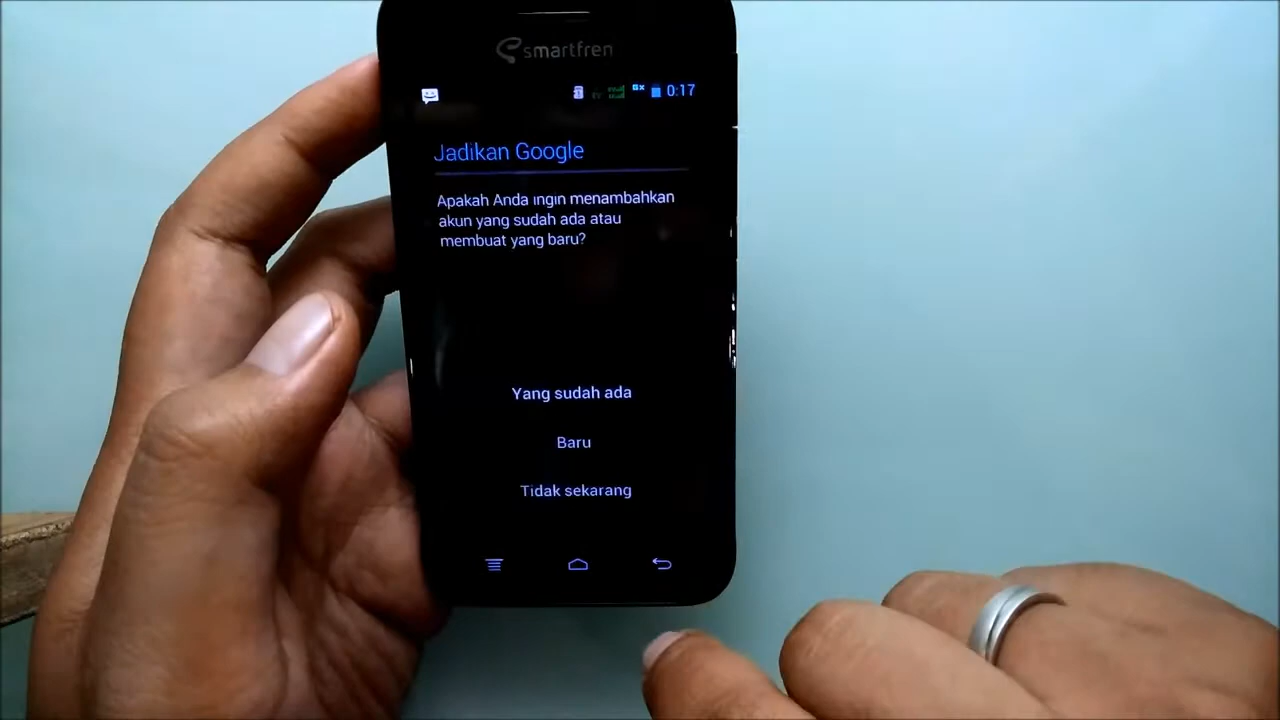 smartfren
0:17
Jadikan Google
Apakah Anda ingin menambahkan
akun yang sudah ada atau
membuat yang baru?
Yang sudah ada
Baru
Tidak sekarang